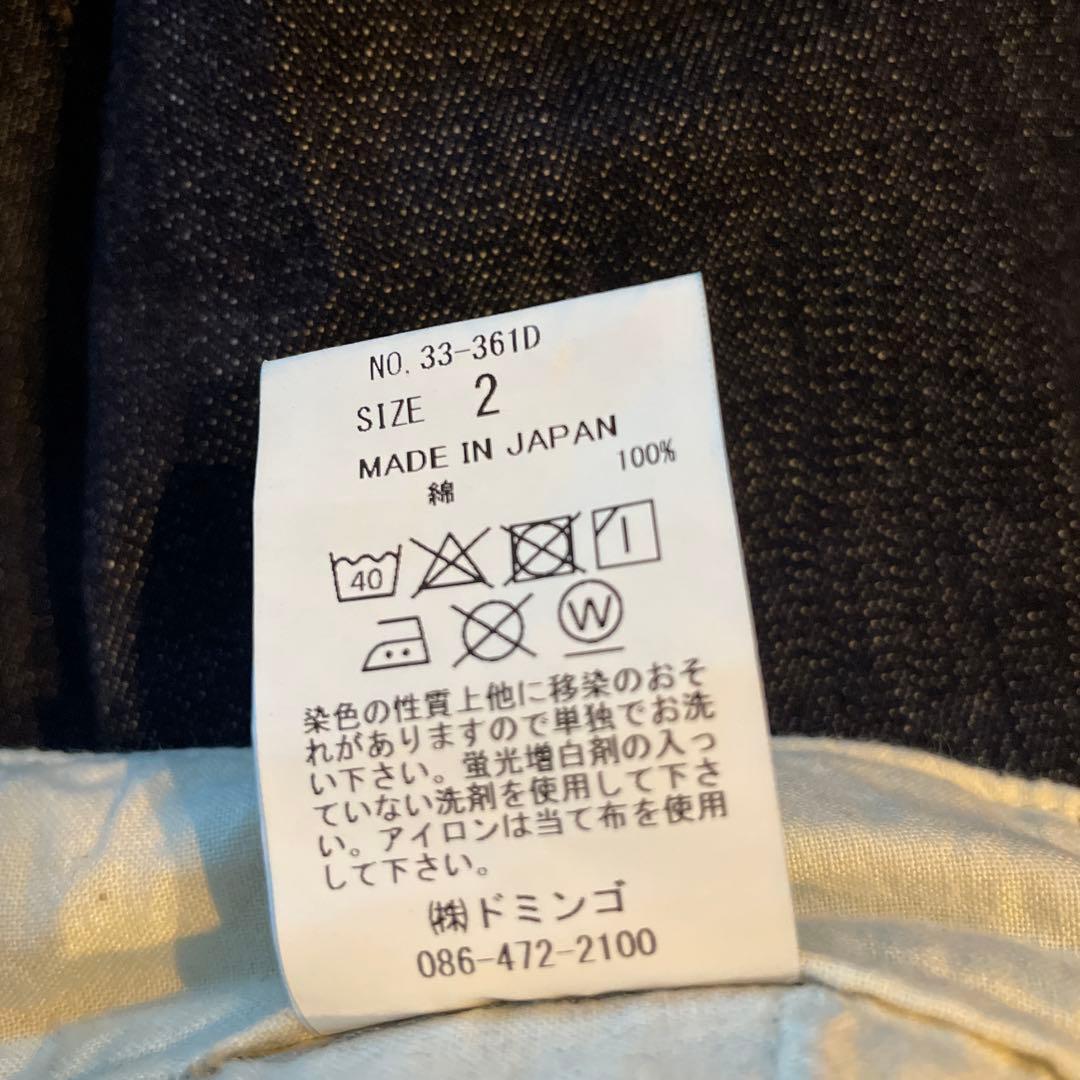 NO. 33-361D
SIZE 2
MADE IN JAPAN
綿 100%
40
W
染色の性質上他に移染のおそ
れがありますので単独でお洗
い下さい。蛍光増白剤の入っ
ていない洗剤を使用して下さ
い。アイロンは当て布を使用
して下さい。
(株)ドミンゴ
086-472-2100